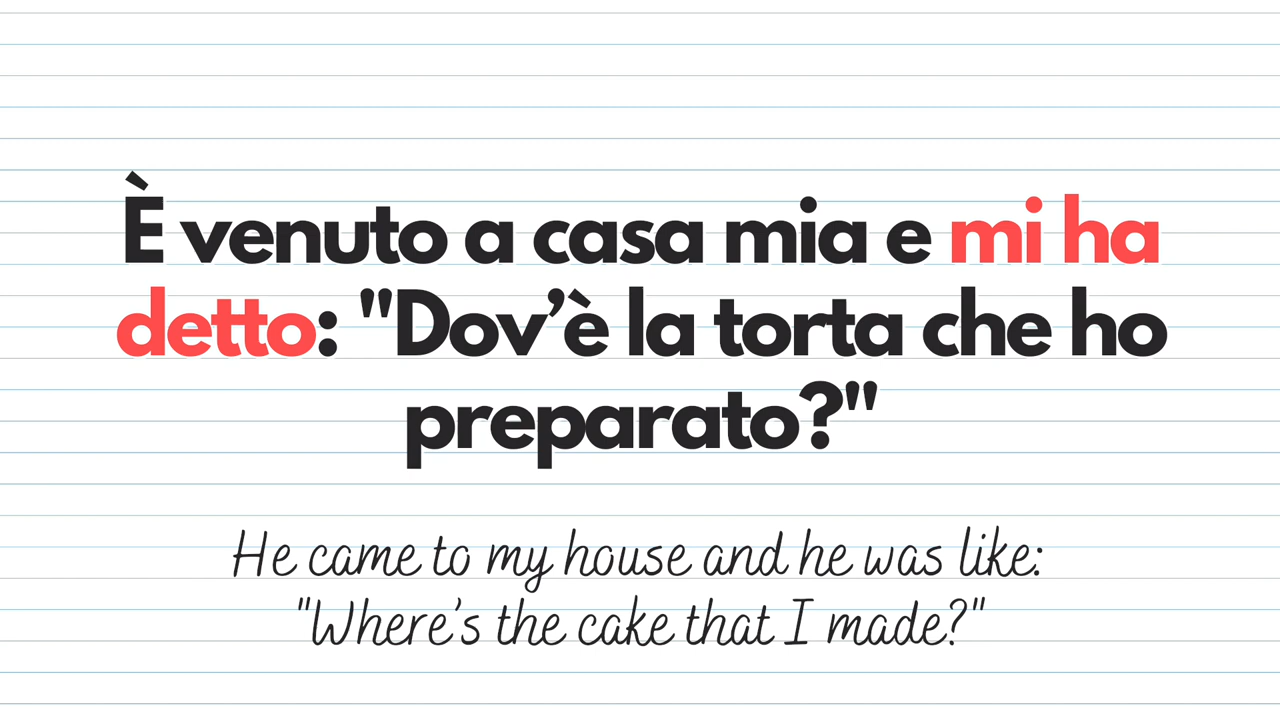 È venuto a casa mia e mi ha
detto: "Dov’è la torta che ho
preparato?"
He came to my house and he was like:
"Where's the cake that I made?"